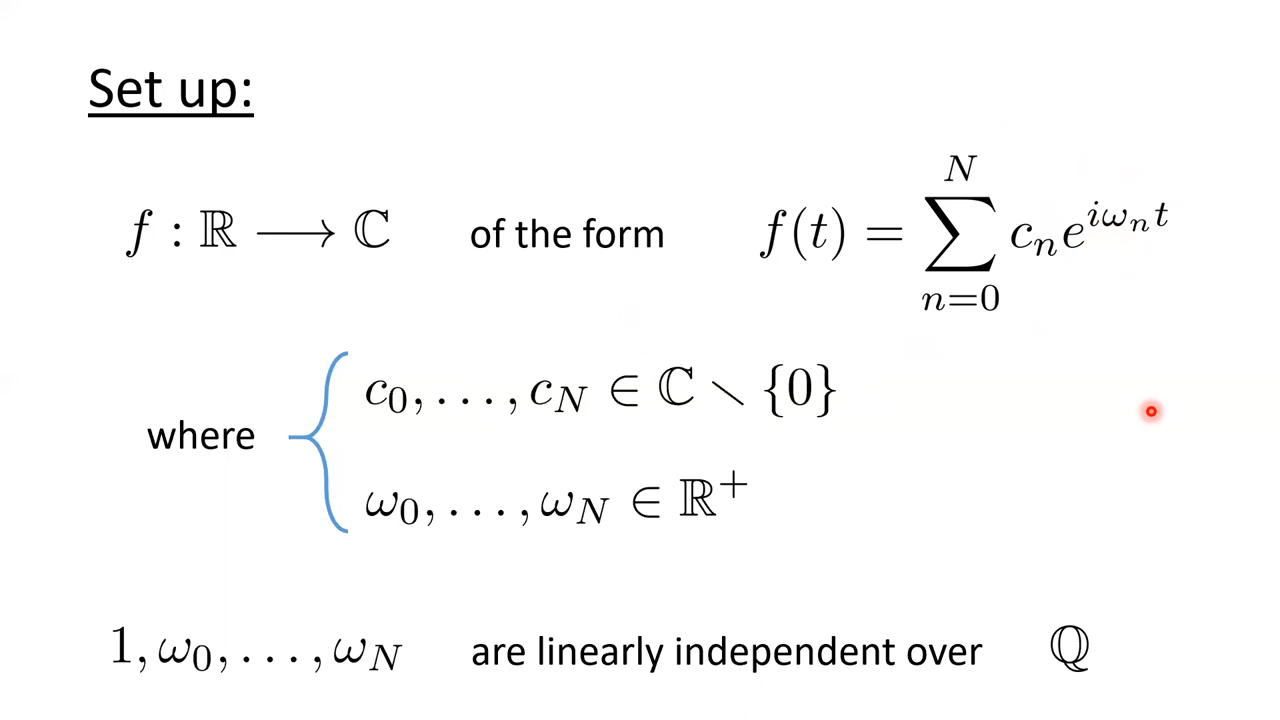 Set up:
f : ℝ ⟶ ℂ of the form f(t) = \sum_{n=0}^{N} c_n e^{iω_n t}
c_0, . . . , c_N ∈ ℂ ∖ {0}
where
ω_0, . . . , ω_N ∈ ℝ^+
1, ω_0, . . . , ω_N are linearly independent over ℚ